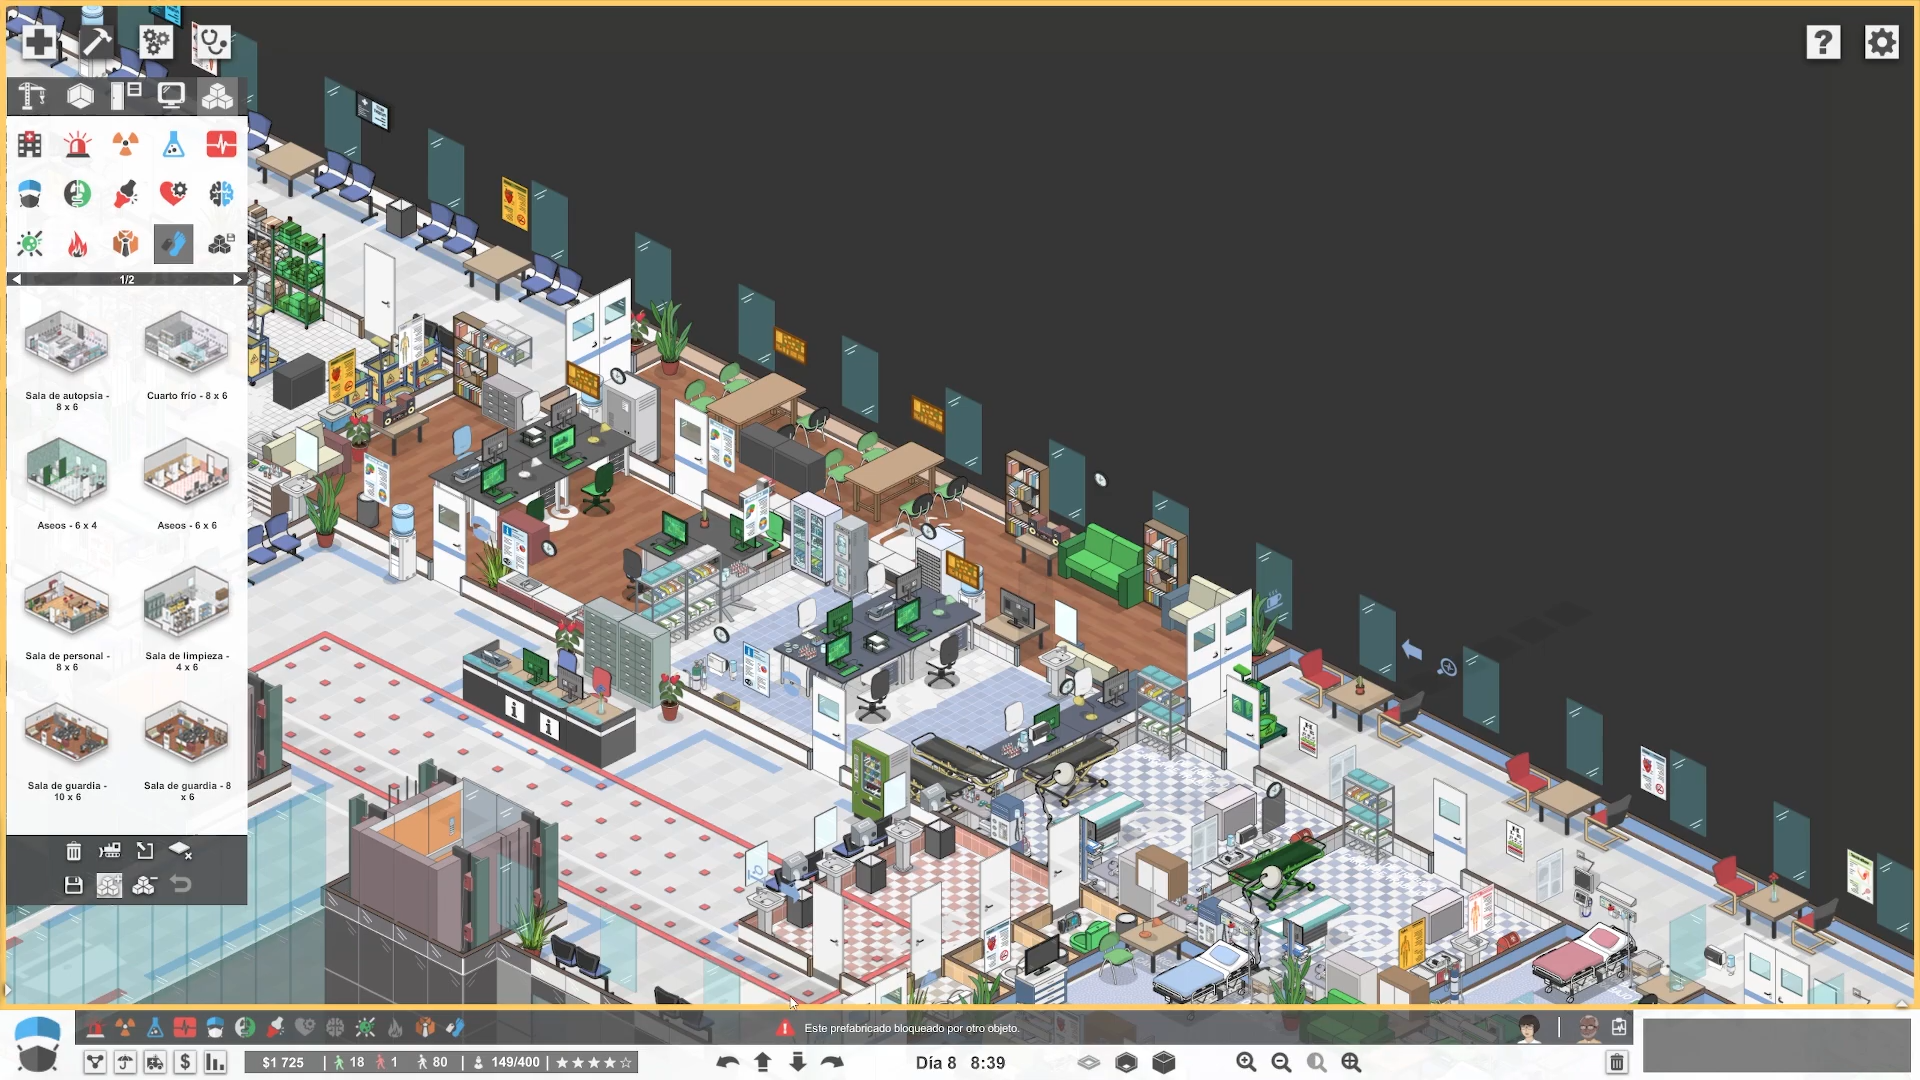 1/2
Sala de autopsia -
8 x 6
Cuarto frío - 8 x 6
Aseos - 6 x 4
Aseos - 6 x 6
Sala de personal -
8 x 6
Sala de limpieza -
4 x 6
Sala de guardia -
10 x 6
Sala de guardia - 8
x 6
Este prefabricado bloqueado por otro objeto.
$1 725
18
1
80
149/400
Día 8 8:39